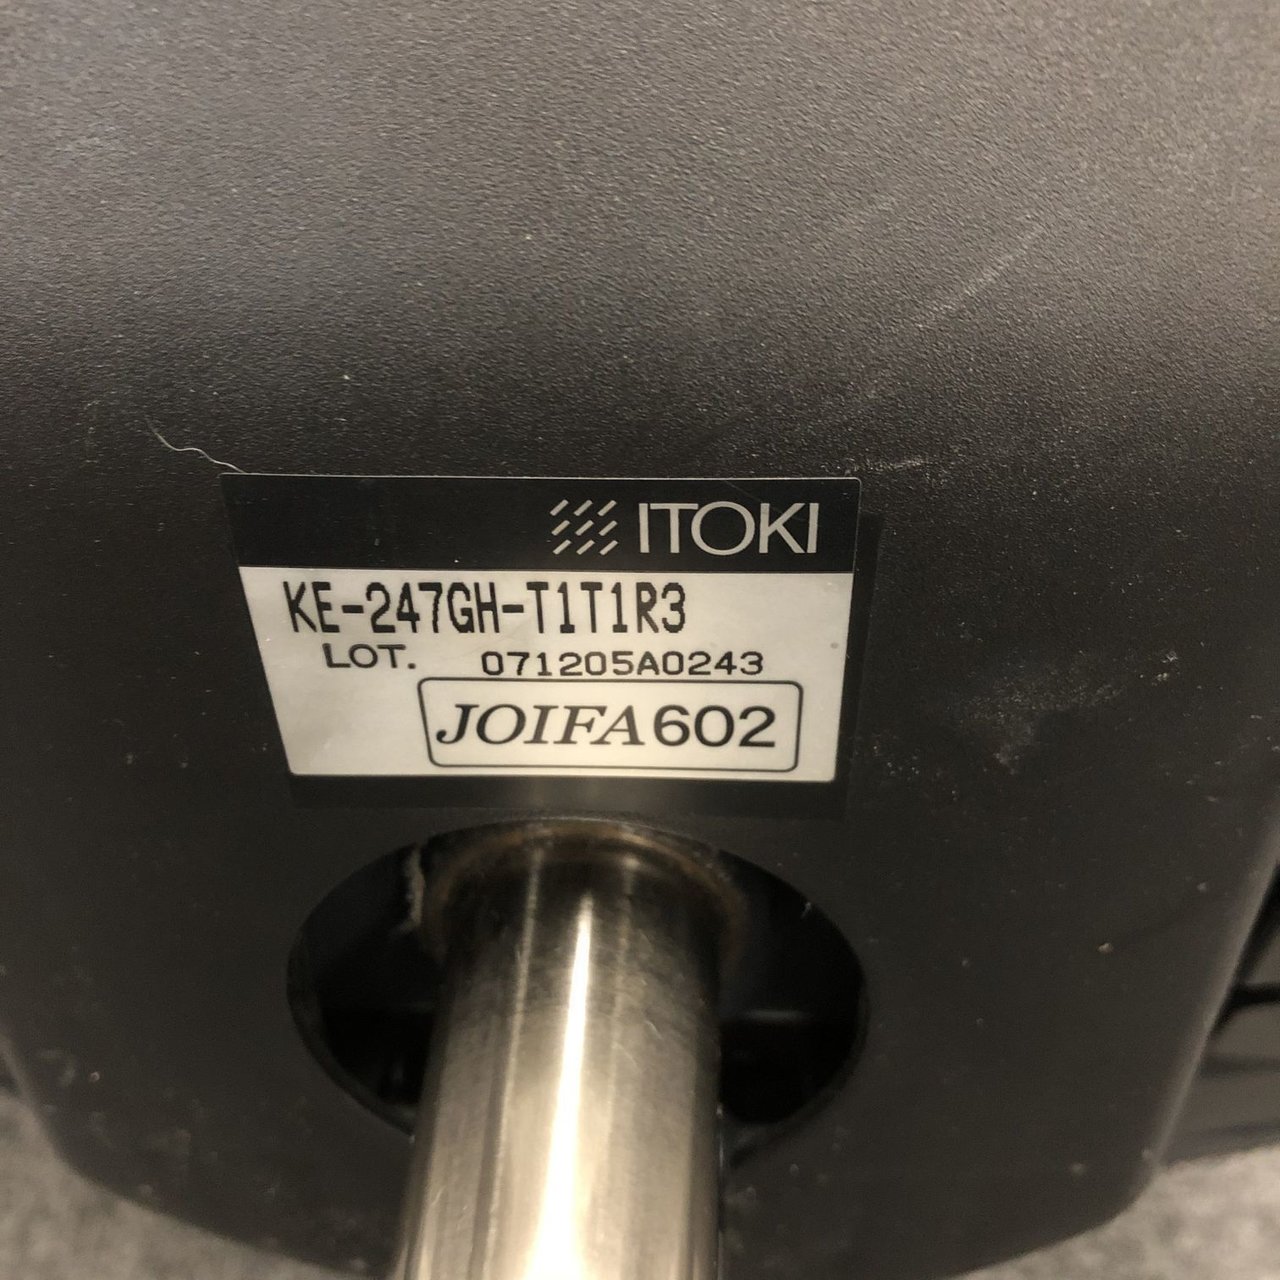 ITOKI
KE-247GH-T1T1R3
LOT. 071205A0243
JOIFA602